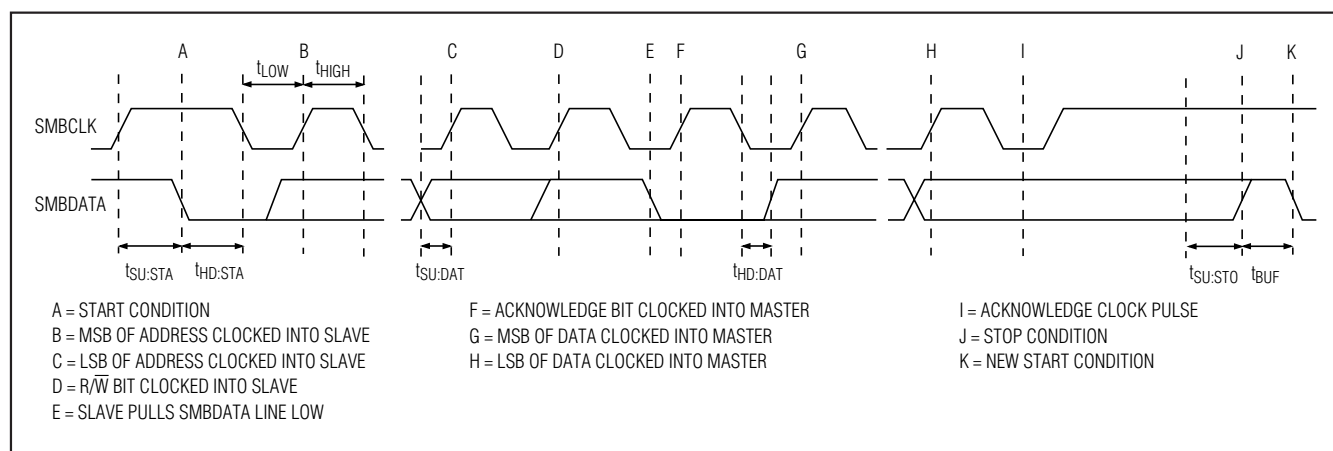 A B C D E F G H I J K
tLOW tHIGH
SMBCLK
SMBDATA
tSU:STA tHD:STA tSU:DAT tHD:DAT tSU:STO tBUF
A = START CONDITION
B = MSB OF ADDRESS CLOCKED INTO SLAVE
C = LSB OF ADDRESS CLOCKED INTO SLAVE
D = R/W̅ BIT CLOCKED INTO SLAVE
E = SLAVE PULLS SMBDATA LINE LOW
F = ACKNOWLEDGE BIT CLOCKED INTO MASTER
G = MSB OF DATA CLOCKED INTO MASTER
H = LSB OF DATA CLOCKED INTO MASTER
I = ACKNOWLEDGE CLOCK PULSE
J = STOP CONDITION
K = NEW START CONDITION